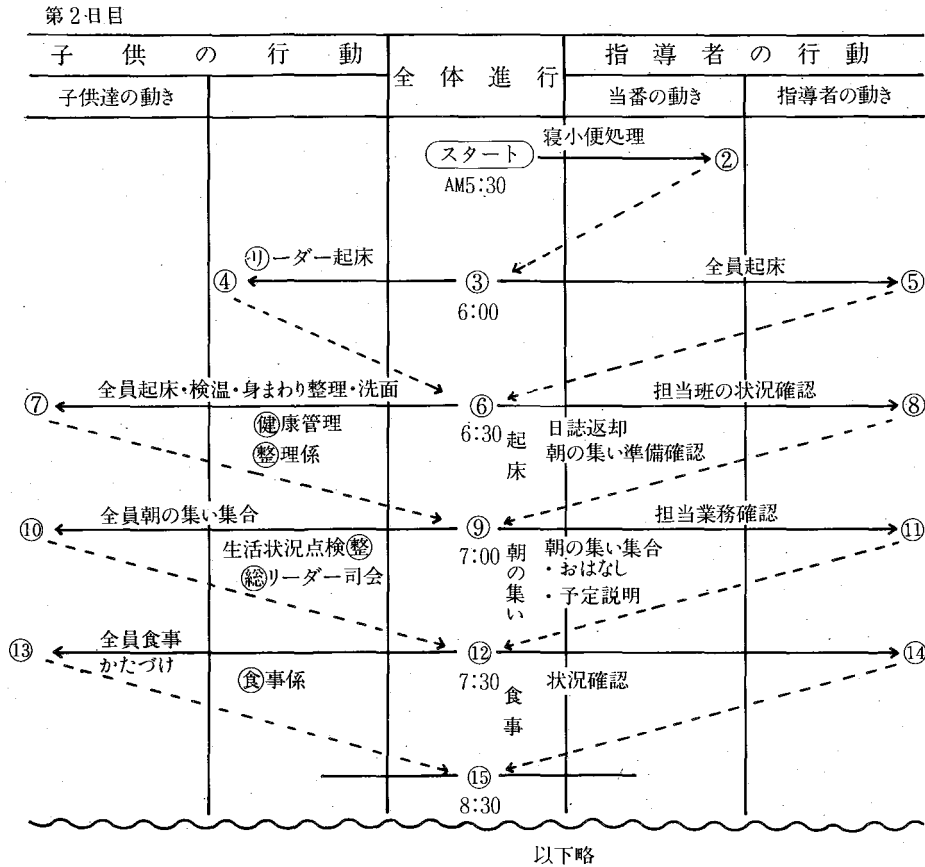 第2日目
子供の行動
全体進行
指導者の行動
子供達の動き
当番の動き
指導者の動き
スタート
寝小便処理
②
AM5:30
④
リーダー起床
③
全員起床
⑤
6:00
⑦
全員起床・検温・身まわり整理・洗面
⑥
担当班の状況確認
⑧
健康管理
整理係
6:30
起床
日誌返却
朝の集い準備確認
⑩
全員朝の集い集合
⑨
担当業務確認
⑪
生活状況点検整
総リーダー司会
7:00
朝の集い
朝の集い集合
・おはなし
・予定説明
⑬
全員食事
かたづけ
⑫
⑭
食事係
7:30
食事
状況確認
⑮
8:30
以下略